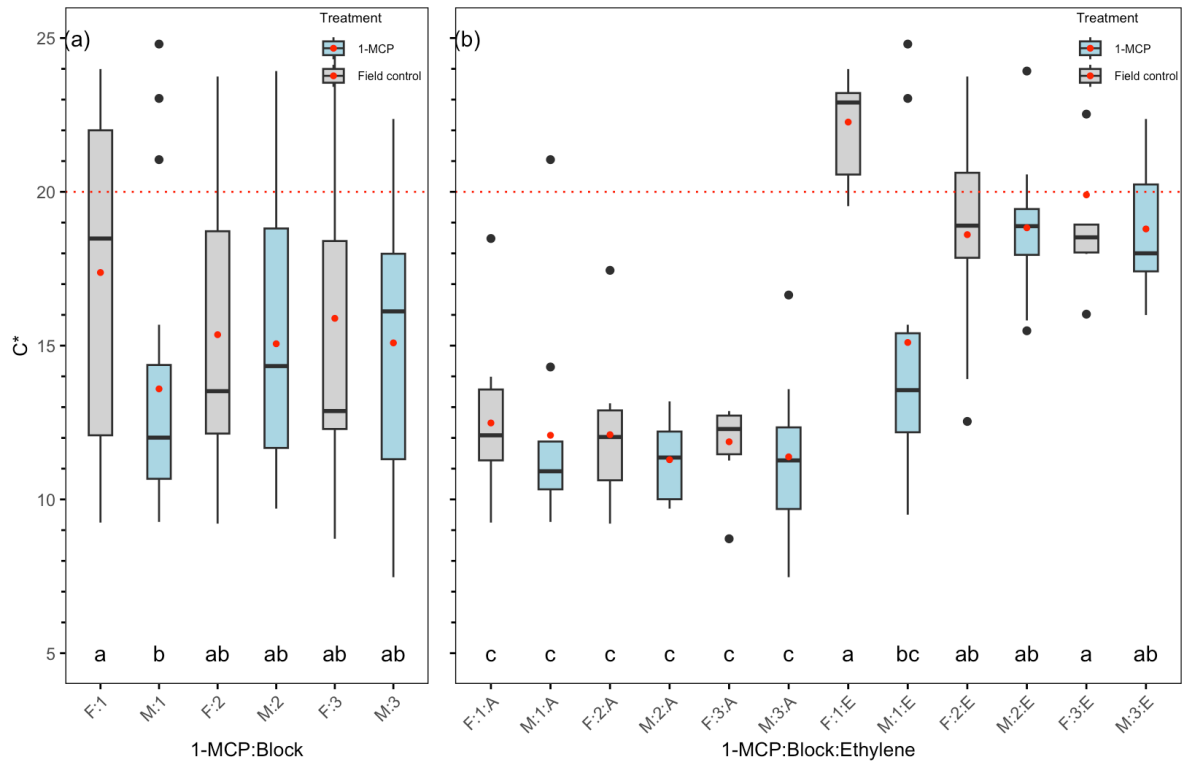 C*
25
20
15
10
5
(a)
Treatment
1-MCP
Field control
a b ab ab ab ab
F:1 M:1 F:2 M:2 F:3 M:3
1-MCP:Block
(b)
Treatment
1-MCP
Field control
c c c c c c a bc ab ab a ab
F:1:A M:1:A F:2:A M:2:A F:3:A M:3:A F:1:E M:1:E F:2:E M:2:E F:3:E M:3:E
1-MCP:Block:Ethylene